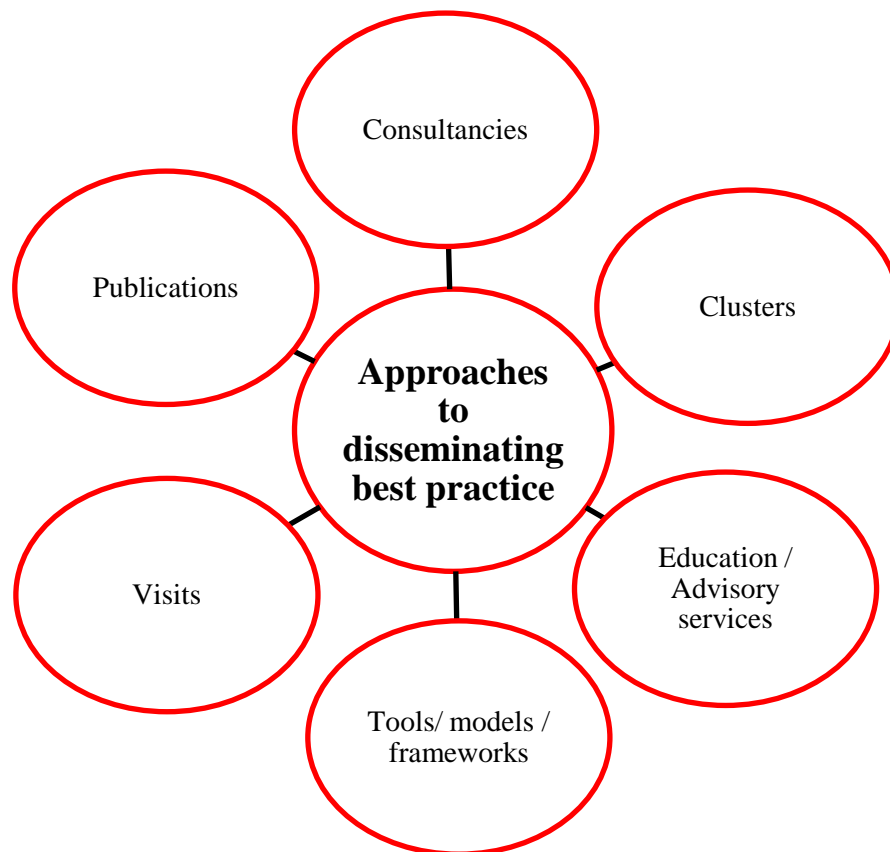 Consultancies
Publications
Clusters
Approaches
to
disseminating
best practice
Visits
Education /
Advisory
services
Tools/ models /
frameworks